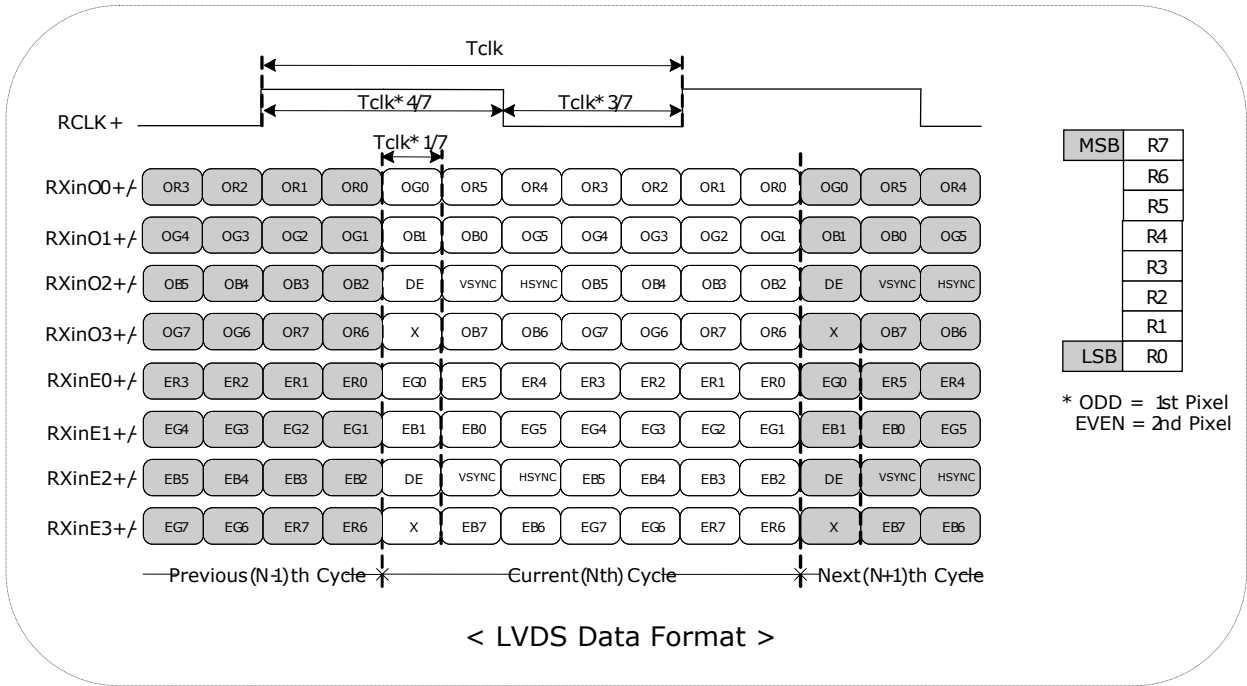 Tclk
Tclk* 4/7 Tclk* 3/7
RCLK+
Tclk* 1/7
RXinO0+/- OR3 OR2 OR1 OR0 OG0 OR5 OR4 OR3 OR2 OR1 OR0 OG0 OR5 OR4
RXinO1+/- OG4 OG3 OG2 OG1 OB1 OB0 OG5 OG4 OG3 OG2 OG1 OB1 OB0 OG5
RXinO2+/- OB5 OB4 OB3 OB2 DE VSYNC HSYNC OB5 OB4 OB3 OB2 DE VSYNC HSYNC
RXinO3+/- OG7 OG6 OR7 OR6 X OB7 OB6 OG7 OG6 OR7 OR6 X OB7 OB6
RXinE0+/- ER3 ER2 ER1 ER0 EG0 ER5 ER4 ER3 ER2 ER1 ER0 EG0 ER5 ER4
RXinE1+/- EG4 EG3 EG2 EG1 EB1 EB0 EG5 EG4 EG3 EG2 EG1 EB1 EB0 EG5
RXinE2+/- EB5 EB4 EB3 EB2 DE VSYNC HSYNC EB5 EB4 EB3 EB2 DE VSYNC HSYNC
RXinE3+/- EG7 EG6 ER7 ER6 X EB7 EB6 EG7 EG6 ER7 ER6 X EB7 EB6
Previous(N-1)th Cycle Current(Nth) Cycle Next(N+1)th Cycle
MSB R7
R6
R5
R4
R3
R2
R1
LSB R0
* ODD = 1st Pixel
EVEN = 2nd Pixel
< LVDS Data Format >